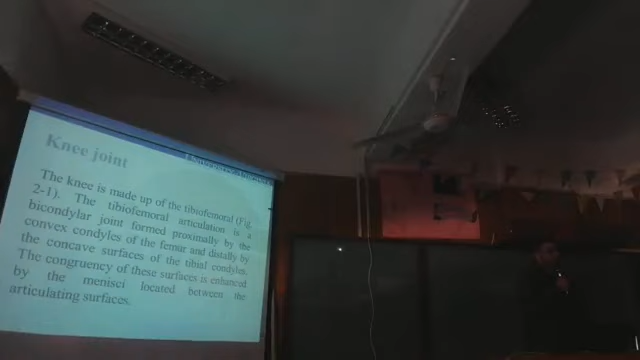 Knee joint
The knee is made up of the tibiofemoral (Fig.
2-1). The tibiofemoral articulation is a
bicondylar joint formed proximally by the
convex condyles of the femur and distally by
the concave surfaces of the tibial condyles.
The congruency of these surfaces is enhanced
by the menisci located between the
articulating surfaces.